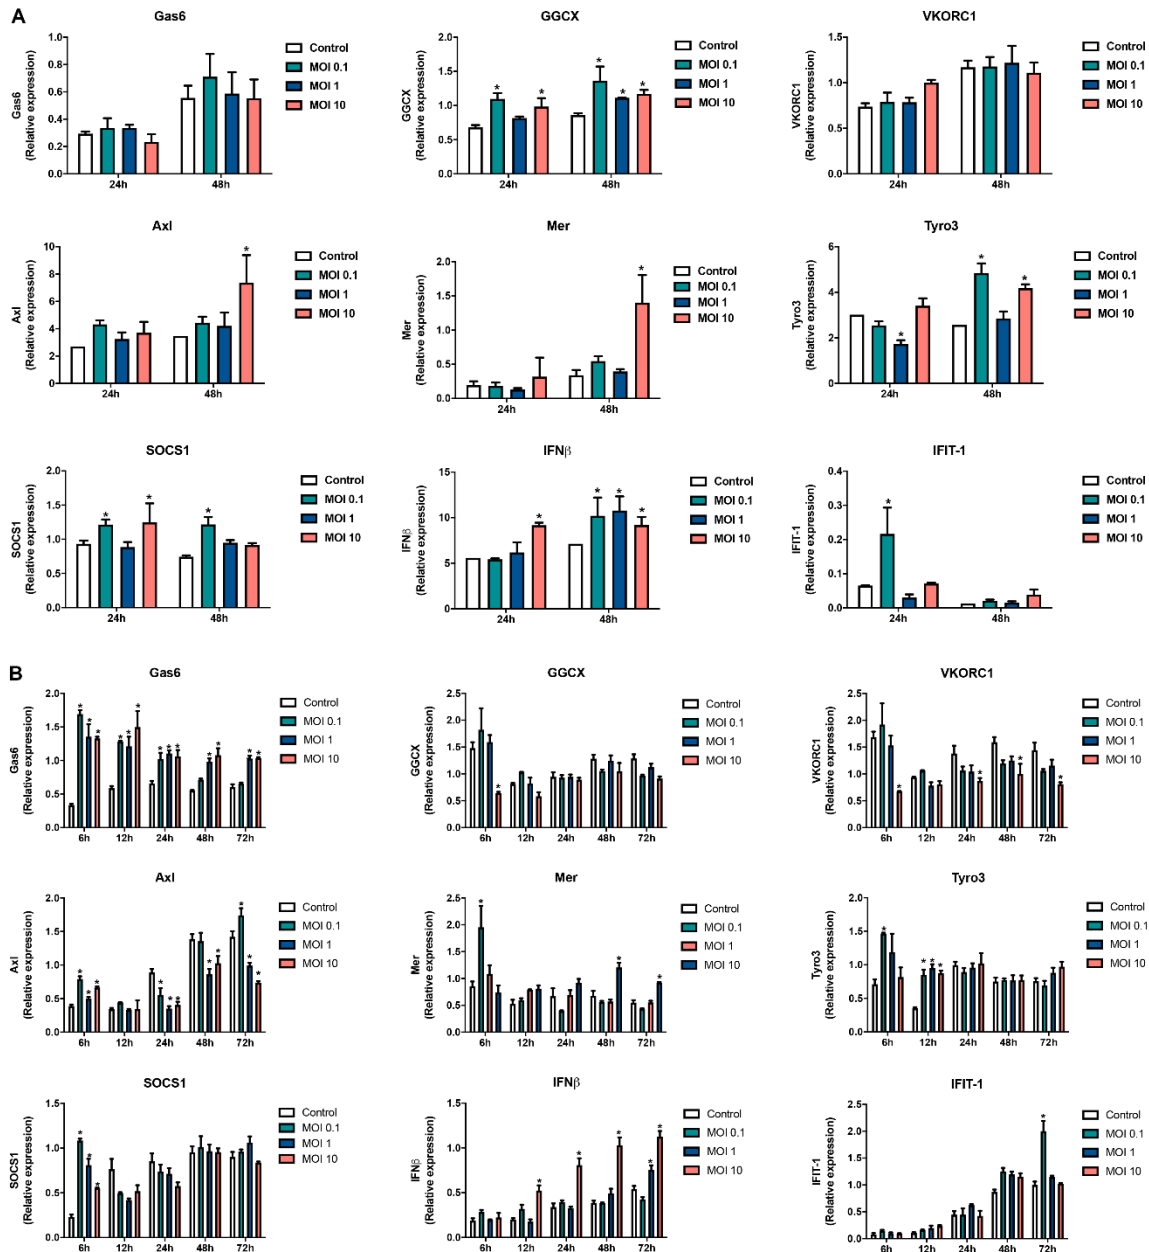 A
Gas6
Gas6
(Relative expression)
1.0
0.8
0.6
0.4
0.2
0.0
24h
48h
Control
MOI 0.1
MOI 1
MOI 10
GGCX
GGCX
(Relative expression)
2.0
1.5
1.0
0.5
0.0
* * * * *
24h
48h
Control
MOI 0.1
MOI 1
MOI 10
VKORC1
VKORC1
(Relative expression)
1.5
1.0
0.5
0.0
24h
48h
Control
MOI 0.1
MOI 1
MOI 10
Axl
Axl
(Relative expression)
10
8
6
4
2
0
*
24h
48h
Control
MOI 0.1
MOI 1
MOI 10
Mer
Mer
(Relative expression)
2.0
1.5
1.0
0.5
0.0
*
24h
48h
Control
MOI 0.1
MOI 1
MOI 10
Tyro3
Tyro3
(Relative expression)
6
4
2
0
* * *
24h
48h
Control
MOI 0.1
MOI 1
MOI 10
SOCS1
SOCS1
(Relative expression)
2.0
1.5
1.0
0.5
0.0
* * *
24h
48h
Control
MOI 0.1
MOI 1
MOI 10
IFNβ
IFNβ
(Relative expression)
15
10
5
0
* * * *
24h
48h
Control
MOI 0.1
MOI 1
MOI 10
IFIT-1
IFIT-1
(Relative expression)
0.4
0.3
0.2
0.1
0.0
*
24h
48h
Control
MOI 0.1
MOI 1
MOI 10
B
Gas6
Gas6
(Relative expression)
2.0
1.5
1.0
0.5
0.0
* * * * * * * * * * * * *
6h
12h
24h
48h
72h
Control
MOI 0.1
MOI 1
MOI 10
GGCX
GGCX
(Relative expression)
2.5
2.0
1.5
1.0
0.5
0.0
*
6h
12h
24h
48h
72h
Control
MOI 0.1
MOI 1
MOI 10
VKORC1
VKORC1
(Relative expression)
2.5
2.0
1.5
1.0
0.5
0.0
* * * *
6h
12h
24h
48h
72h
Control
MOI 0.1
MOI 1
MOI 10
Axl
Axl
(Relative expression)
2.0
1.5
1.0
0.5
0.0
* * * * * * * * * * *
6h
12h
24h
48h
72h
Control
MOI 0.1
MOI 1
MOI 10
Mer
Mer
(Relative expression)
2.5
2.0
1.5
1.0
0.5
0.0
* * *
6h
12h
24h
48h
72h
Control
MOI 0.1
MOI 1
MOI 10
Tyro3
Tyro3
(Relative expression)
2.0
1.5
1.0
0.5
0.0
* * * *
6h
12h
24h
48h
72h
Control
MOI 0.1
MOI 1
MOI 10
SOCS1
SOCS1
(Relative expression)
1.5
1.0
0.5
0.0
* * *
6h
12h
24h
48h
72h
Control
MOI 0.1
MOI 1
MOI 10
IFNβ
IFNβ
(Relative expression)
1.5
1.0
0.5
0.0
* * * * *
6h
12h
24h
48h
72h
Control
MOI 0.1
MOI 1
MOI 10
IFIT-1
IFIT-1
(Relative expression)
2.5
2.0
1.5
1.0
0.5
0.0
*
6h
12h
24h
48h
72h
Control
MOI 0.1
MOI 1
MOI 10